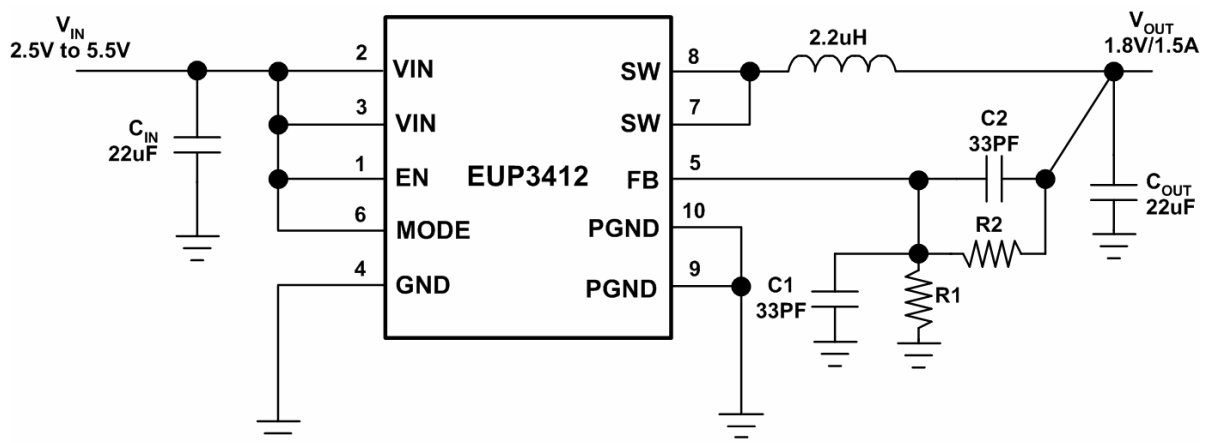 VIN
2.5V to 5.5V
VOUT
1.8V/1.5A
2.2uH
2
VIN
SW
8
3
VIN
SW
7
CIN
22uF
C2
33PF
1
EN
EUP3412
FB
5
COUT
22uF
6
MODE
PGND
10
R2
4
GND
PGND
9
C1
33PF
R1